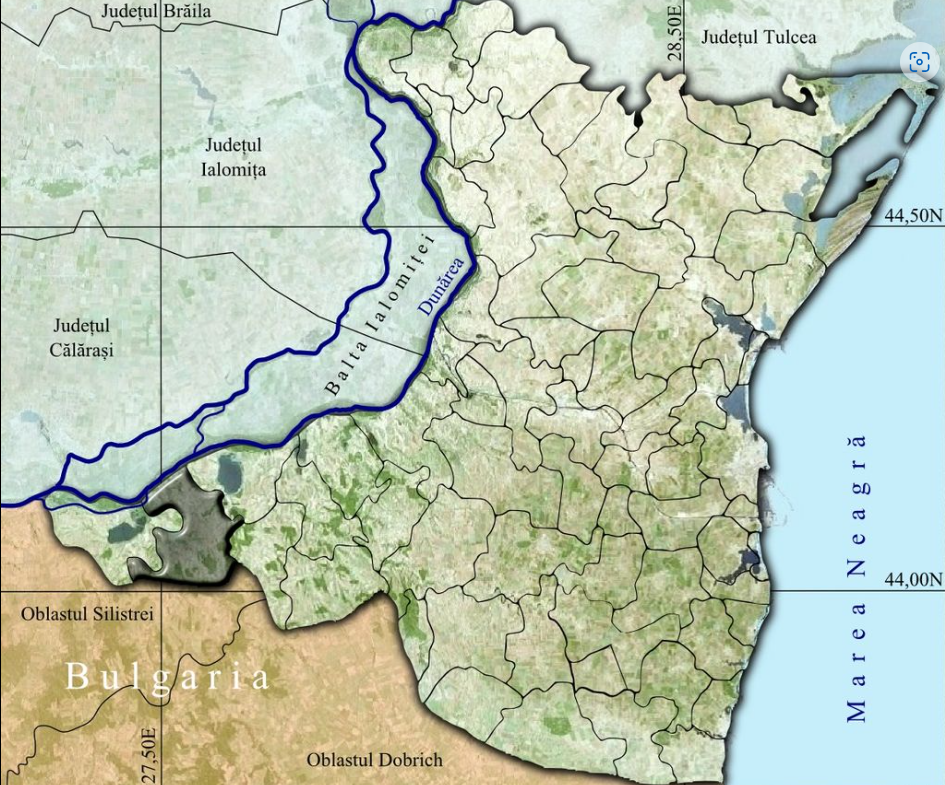 Județul Brăila
28,50E
Județul Tulcea
Județul
Ialomița
44,50N
Balta Ialomiței
Dunărea
Județul
Călărași
Marea Neagră
44,00N
Oblastul Silistrei
Bulgaria
27,50E
Oblastul Dobrich